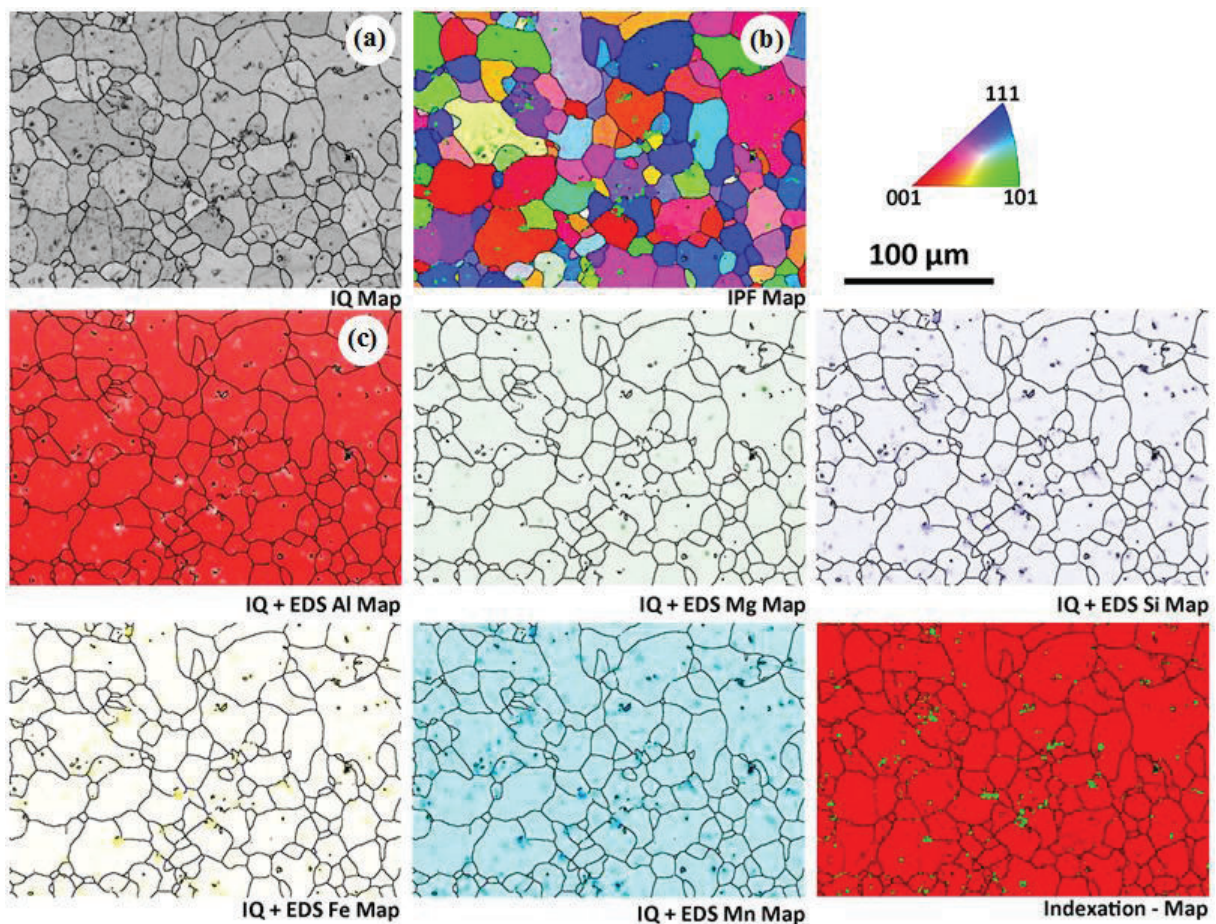 (a)
(b)
IQ Map
IPF Map
111
001
101
100 µm
(c)
IQ + EDS Al Map
IQ + EDS Mg Map
IQ + EDS Si Map
IQ + EDS Fe Map
IQ + EDS Mn Map
Indexation - Map